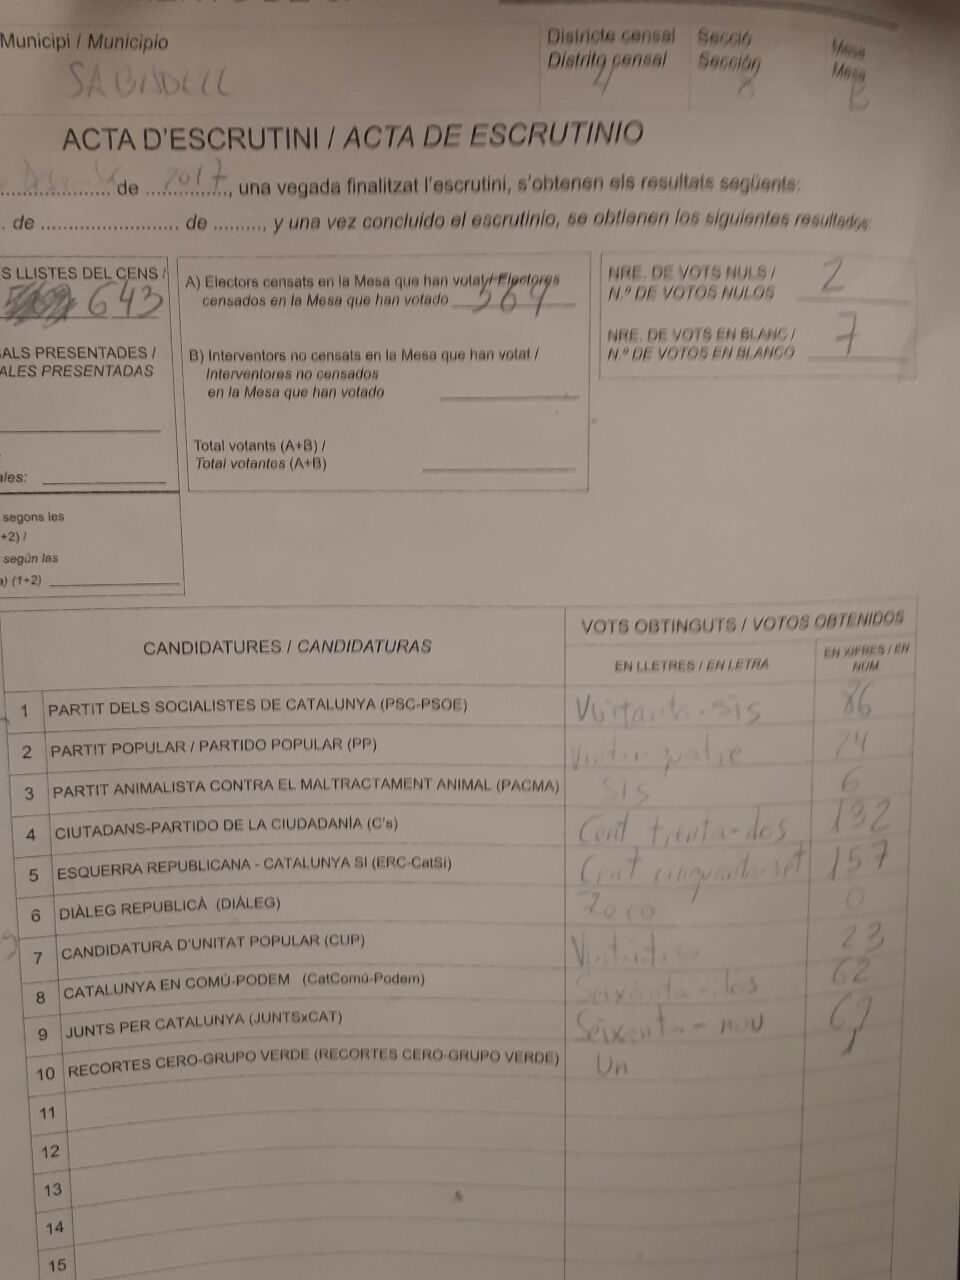 Municipi / Municipio
SABADELL
Districte censal
Distrito censal
4
Secció
Sección
8
Mesa
Mesa
B
ACTA D'ESCRUTINI / ACTA DE ESCRUTINIO
de 2017, una vegada finalitzat l'escrutini, s'obtenen els resultats següents:
. de .......................... de ........., y una vez concluido el escrutinio, se obtienen los siguientes resultados:
S LLISTES DEL CENS /
643
ALS PRESENTADES /
ALES PRESENTADAS
ales:
segons les
+2) /
según las
a) (1+2)
A) Electors censats en la Mesa que han votat / Electores
censados en la Mesa que han votado 569
B) Interventors no censats en la Mesa que han votat /
Interventores no censados
en la Mesa que han votado
Total votants (A+B) /
Total votantes (A+B)
NRE. DE VOTS NULS /
N.º DE VOTOS NULOS 2
NRE. DE VOTS EN BLANC /
N.º DE VOTOS EN BLANCO 7
CANDIDATURES / CANDIDATURAS
VOTS OBTINGUTS / VOTOS OBTENIDOS
EN LLETRES / EN LETRA
EN XIFRES / EN
NÚM.
1 PARTIT DELS SOCIALISTES DE CATALUNYA (PSC-PSOE) Vuitanta-sis 86
2 PARTIT POPULAR / PARTIDO POPULAR (PP) Vint-i-quatre 24
3 PARTIT ANIMALISTA CONTRA EL MALTRACTAMENT ANIMAL (PACMA) sis 6
4 CIUTADANS-PARTIDO DE LA CIUDADANÍA (C's) Cent trenta-dos 132
5 ESQUERRA REPUBLICANA - CATALUNYA SI (ERC-CatSí) Cent cinquanta-set 157
6 DIÀLEG REPUBLICÀ (DIÀLEG) Zero 0
7 CANDIDATURA D'UNITAT POPULAR (CUP) 23
8 CATALUNYA EN COMÚ-PODEM (CatComú-Podem) Seixanta-dos 62
9 JUNTS PER CATALUNYA (JUNTSxCAT) Seixanta-nou 69
10 RECORTES CERO-GRUPO VERDE (RECORTES CERO-GRUPO VERDE) Un
11
12
13
14
15